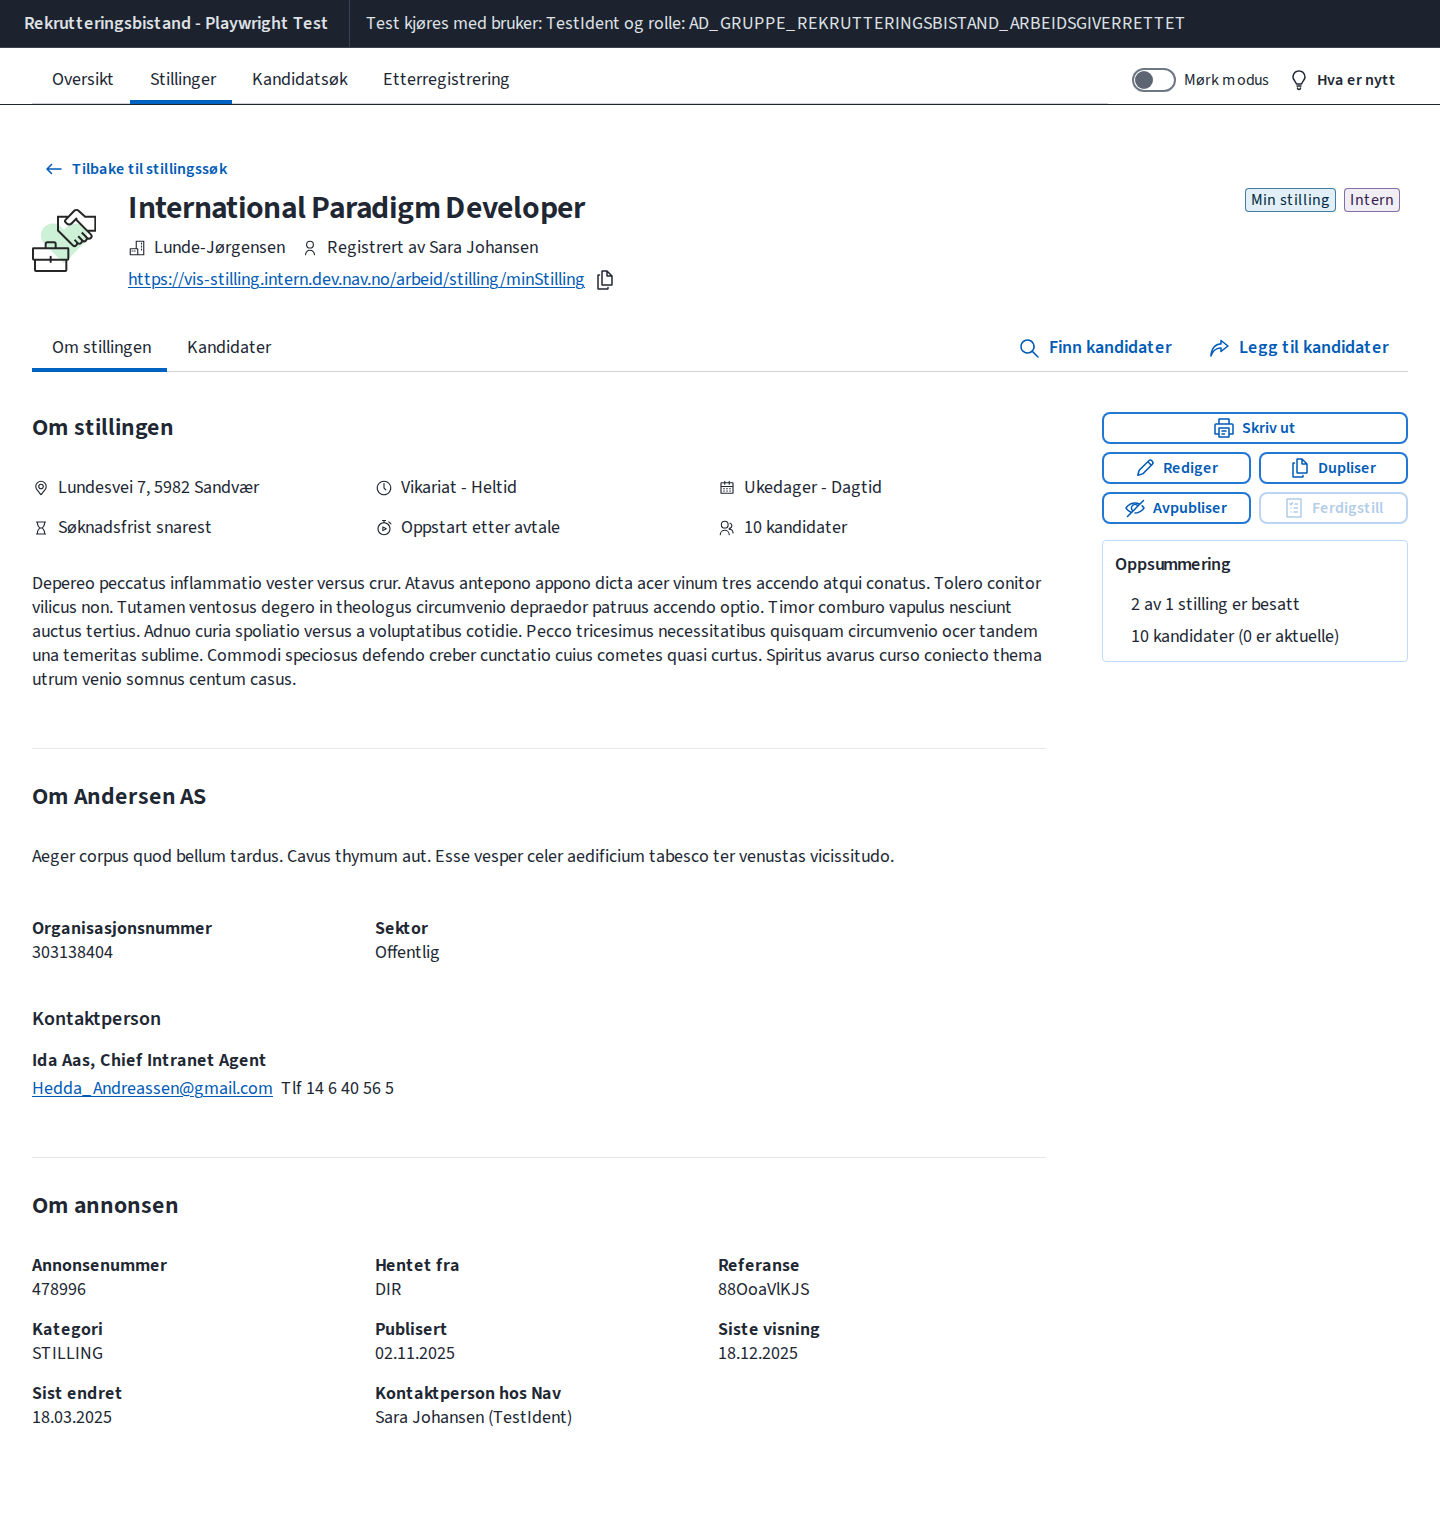 Rekrutteringsbistand - Playwright Test
Test kjøres med bruker: TestIdent og rolle: AD_GRUPPE_REKRUTTERINGSBISTAND_ARBEIDSGIVERRETTET
Oversikt
Stillinger
Kandidatsøk
Etterregistrering
Mørk modus
Hva er nytt
Tilbake til stillingssøk
International Paradigm Developer
Min stilling
Intern
Lunde-Jørgensen
Registrert av Sara Johansen
https://vis-stilling.intern.dev.nav.no/arbeid/stilling/minStilling
Om stillingen
Kandidater
Finn kandidater
Legg til kandidater
Om stillingen
Lundesvei 7, 5982 Sandvær
Vikariat - Heltid
Ukedager - Dagtid
Søknadsfrist snarest
Oppstart etter avtale
10 kandidater
Depereo peccatus inflammatio vester versus crur. Atavus antepono appono dicta acer vinum tres accendo atqui conatus. Tolero conitor
vilicus non. Tutamen ventosus degero in theologus circumvenio depraedor patruus accendo optio. Timor comburo vapulus nesciunt
auctus tertius. Adnuo curia spoliatio versus a voluptatibus cotidie. Pecco tricesimus necessitatibus quisquam circumvenio ocer tandem
una temeritas sublime. Commodi speciosus defendo creber cunctatio cuius cometes quasi curtus. Spiritus avarus curso coniecto thema
utrum venio somnus centum casus.
Skriv ut
Rediger
Dupliser
Avpubliser
Ferdigstill
Oppsummering
2 av 1 stilling er besatt
10 kandidater (0 er aktuelle)
Om Andersen AS
Aeger corpus quod bellum tardus. Cavus thymum aut. Esse vesper celer aedificium tabesco ter venustas vicissitudo.
Organisasjonsnummer
303138404
Sektor
Offentlig
Kontaktperson
Ida Aas, Chief Intranet Agent
Hedda_Andreassen@gmail.com Tlf 14 6 40 56 5
Om annonsen
Annonsenummer
478996
Hentet fra
DIR
Referanse
88OoaVlKJS
Kategori
STILLING
Publisert
02.11.2025
Siste visning
18.12.2025
Sist endret
18.03.2025
Kontaktperson hos Nav
Sara Johansen (TestIdent)